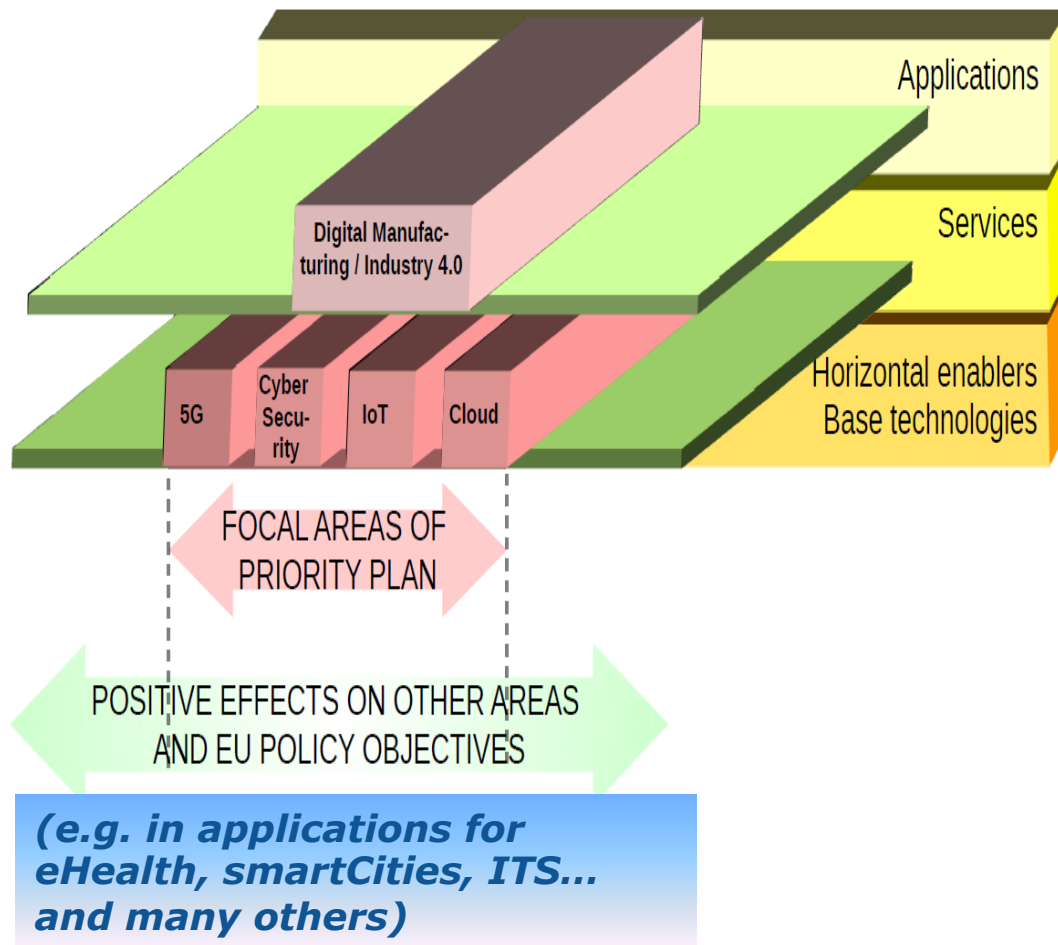 Applications
Services
Digital Manufac-
turing / Industry 4.0
Horizontal enablers
Base technologies
5G
Cyber
Secu-
rity
IoT
Cloud
FOCAL AREAS OF
PRIORITY PLAN
POSITIVE EFFECTS ON OTHER AREAS
AND EU POLICY OBJECTIVES
(e.g. in applications for
eHealth, smartCities, ITS...
and many others)